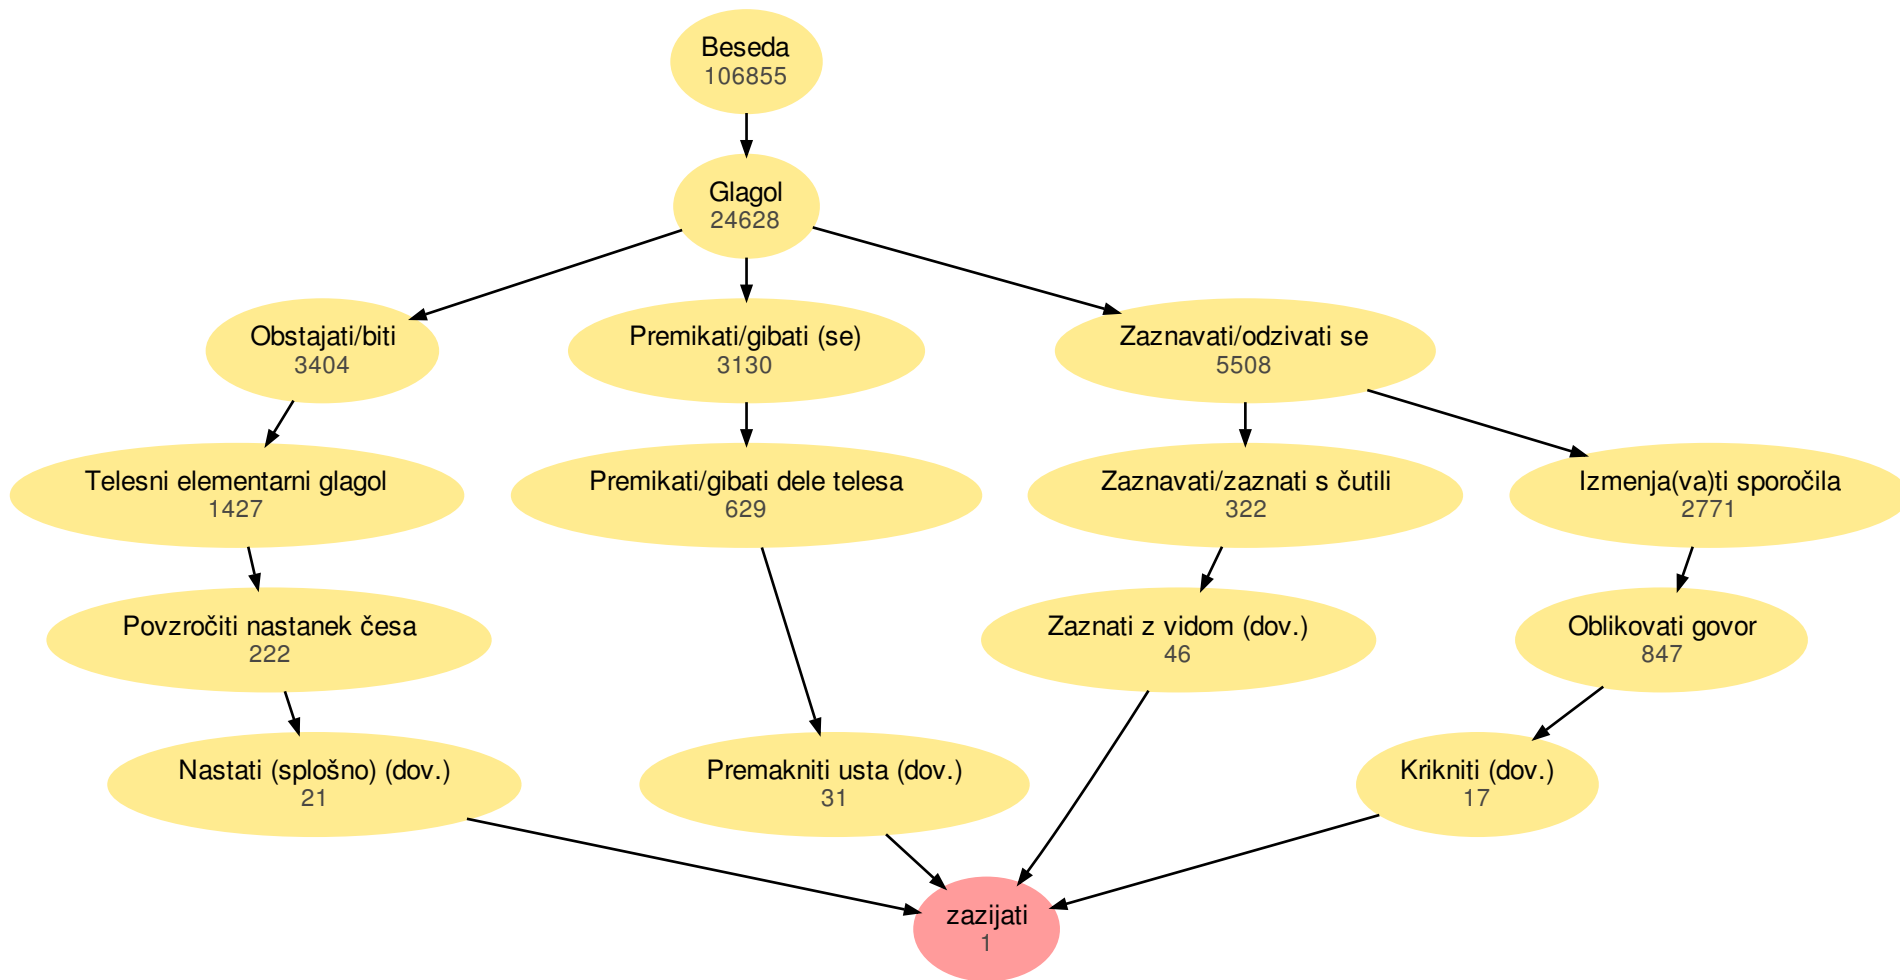 Beseda
106855
Glagol
24628
Obstajati/biti
3404
Premikati/gibati (se)
3130
Zaznavati/odzivati se
5508
Telesni elementarni glagol
1427
Premikati/gibati dele telesa
629
Zaznavati/zaznati s čutili
322
Izmenja(va)ti sporočila
2771
Povzročiti nastanek česa
222
Zaznati z vidom (dov.)
46
Oblikovati govor
847
Nastati (splošno) (dov.)
21
Premakniti usta (dov.)
31
Krikniti (dov.)
17
zazijati
1